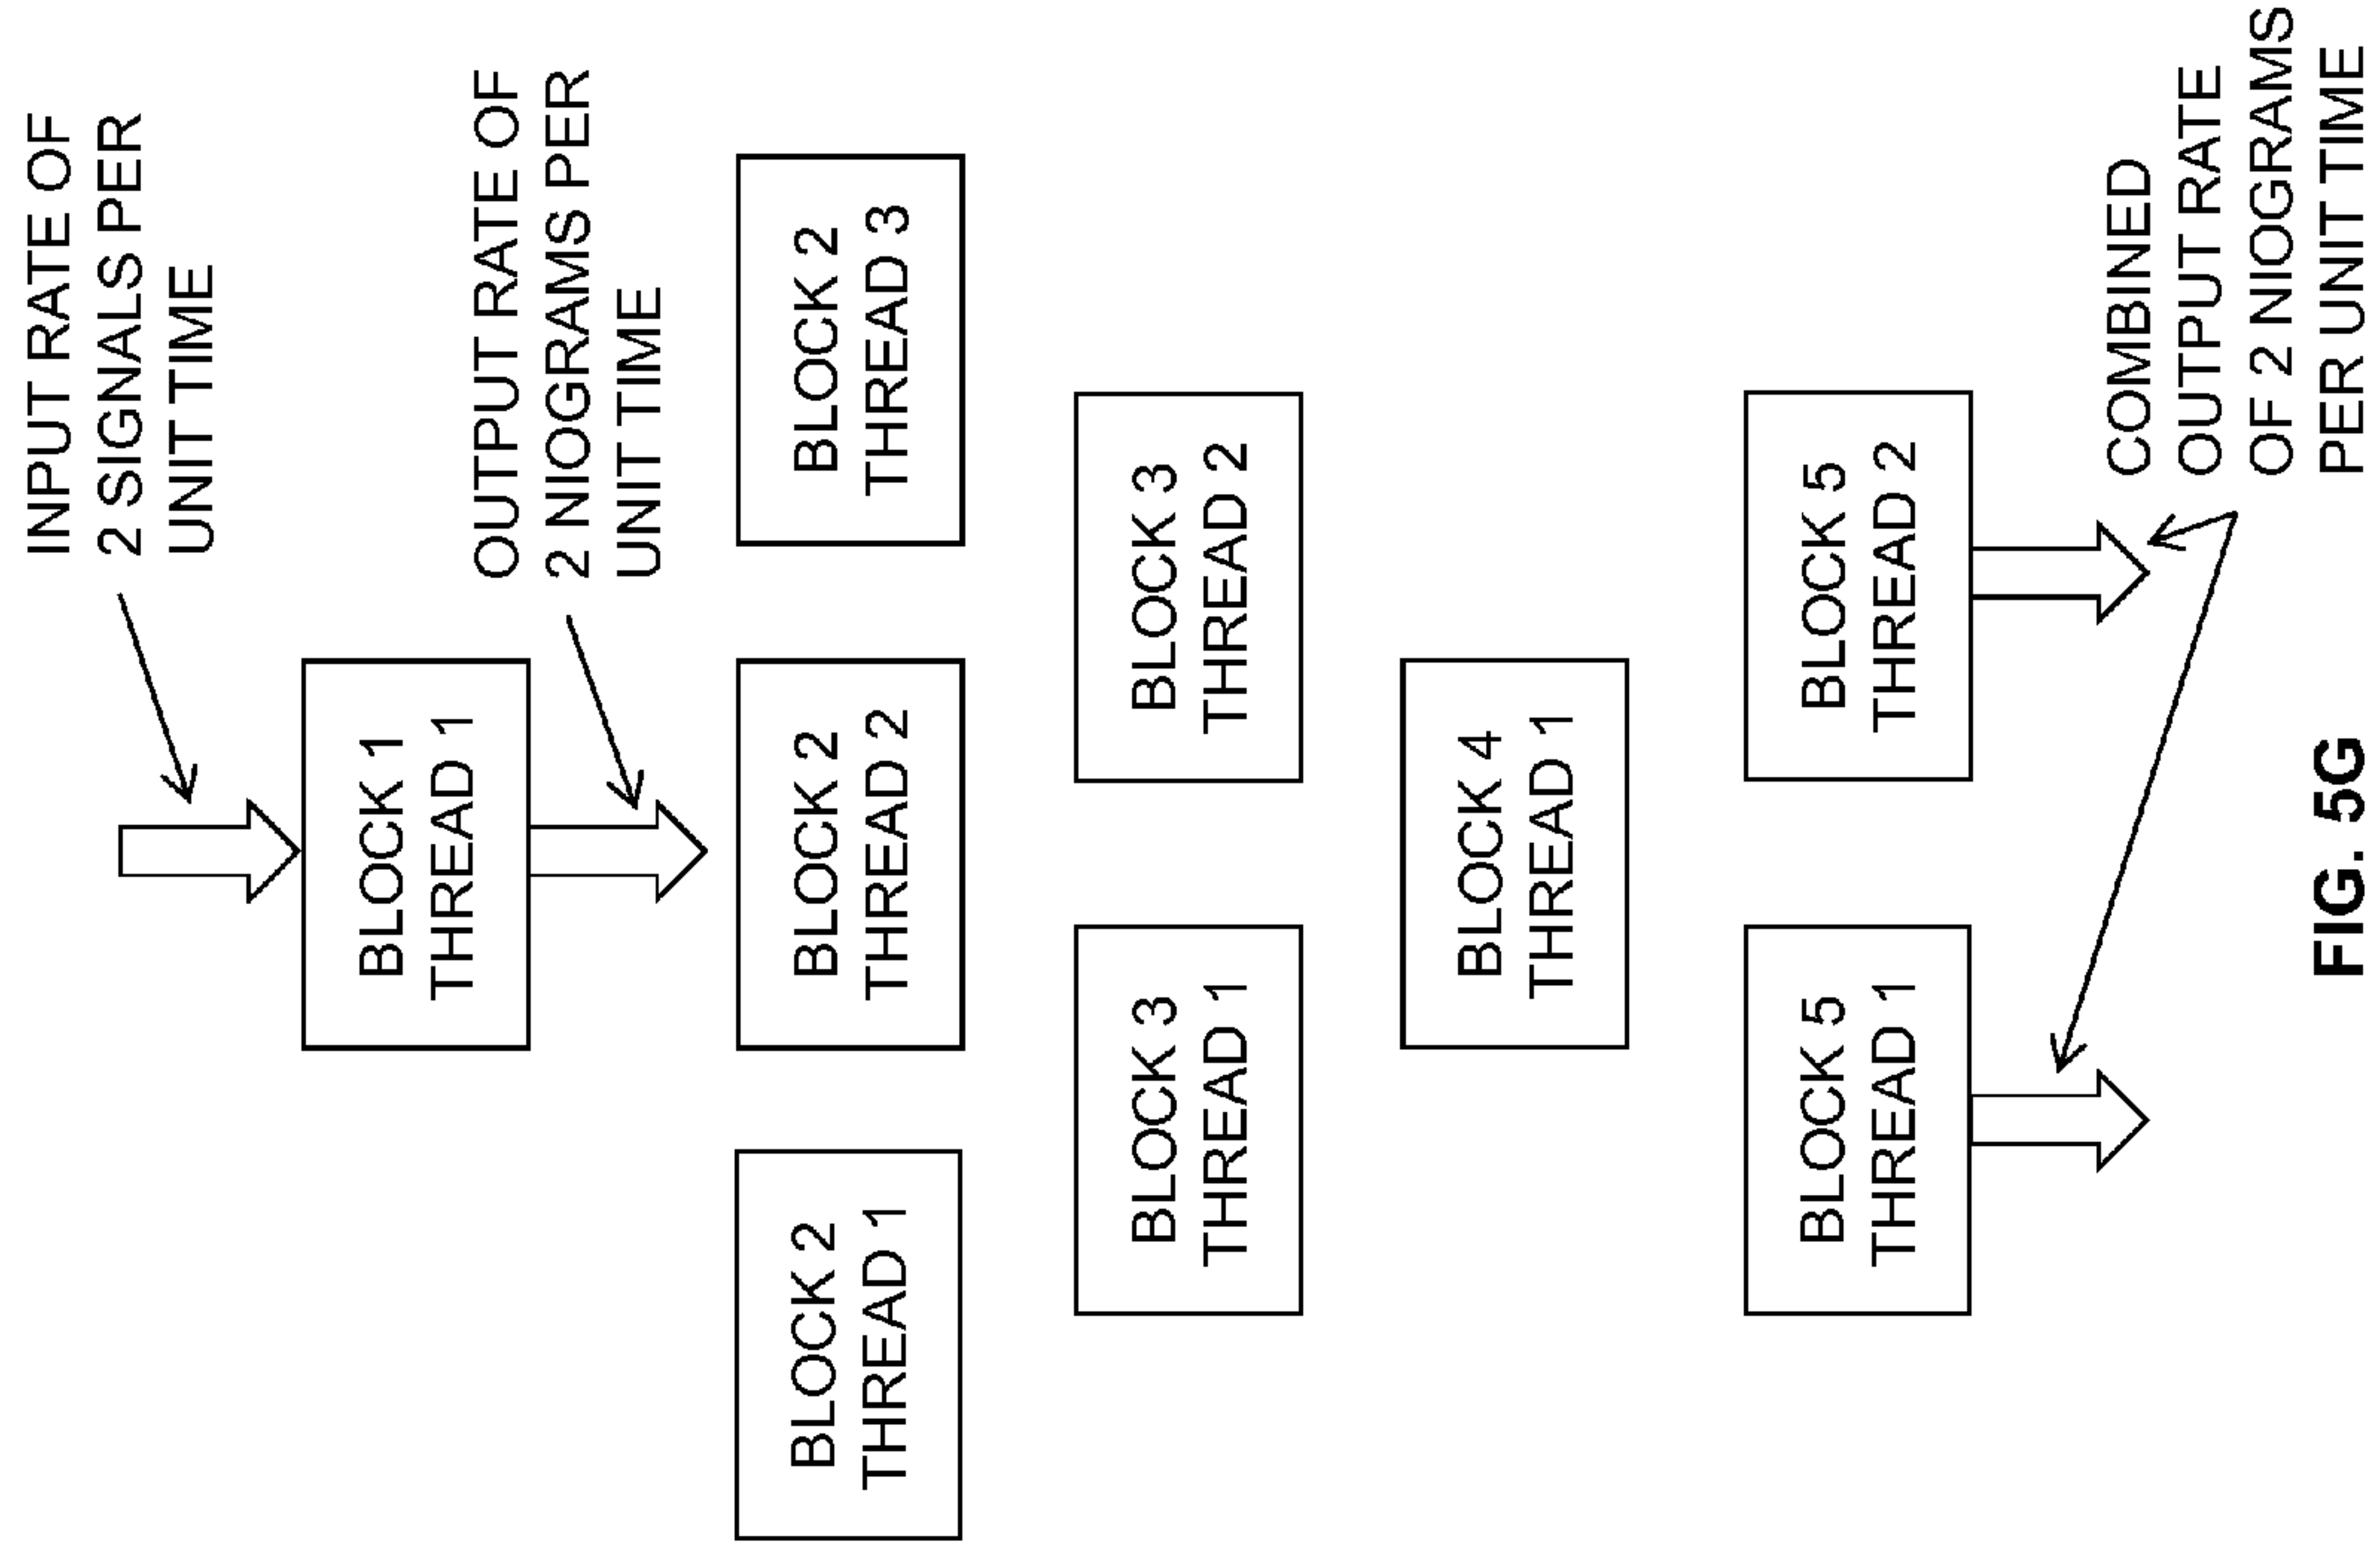 INPUT RATE OF
2 SIGNALS PER
UNIT TIME
BLOCK 1
THREAD 1
OUTPUT RATE OF
2 NIOGRAMS PER
UNIT TIME
BLOCK 2
THREAD 1
BLOCK 2
THREAD 2
BLOCK 2
THREAD 3
BLOCK 3
THREAD 1
BLOCK 3
THREAD 2
BLOCK 4
THREAD 1
BLOCK 5
THREAD 1
BLOCK 5
THREAD 2
COMBINED
OUTPUT RATE
OF 2 NIOGRAMS
PER UNIT TIME
FIG. 5G